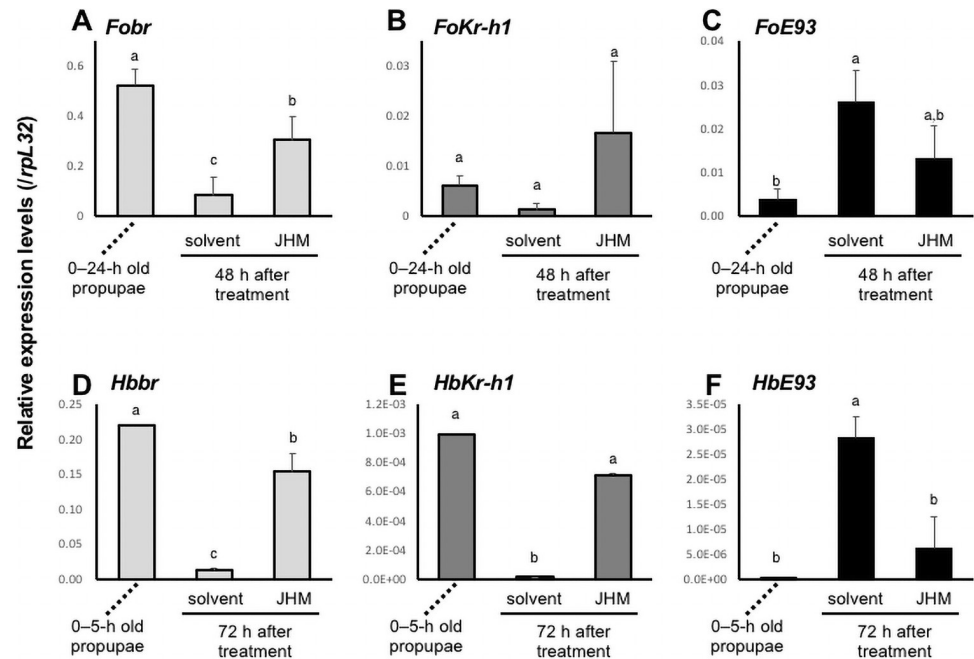 Relative expression levels (/rpL32)
A Fobr
0.6
0.4
0.2
0
a
c
b
0–24-h old
propupae
solvent
JHM
48 h after
treatment
B FoKr-h1
0.03
0.02
0.01
0
a
a
a
0–24-h old
propupae
solvent
JHM
48 h after
treatment
C FoE93
0.04
0.03
0.02
0.01
0.00
b
a
a,b
0–24-h old
propupae
solvent
JHM
48 h after
treatment
D Hbbr
0.25
0.20
0.15
0.10
0.05
0.00
a
c
b
0–5-h old
propupae
solvent
JHM
72 h after
treatment
E HbKr-h1
1.2E-03
1.0E-03
8.0E-04
6.0E-04
4.0E-04
2.0E-04
0.0E+00
a
b
a
0–5-h old
propupae
solvent
JHM
72 h after
treatment
F HbE93
3.5E-05
3.0E-05
2.5E-05
2.0E-05
1.5E-05
1.0E-05
5.0E-06
0.0E+00
b
a
b
0–5-h old
propupae
solvent
JHM
72 h after
treatment